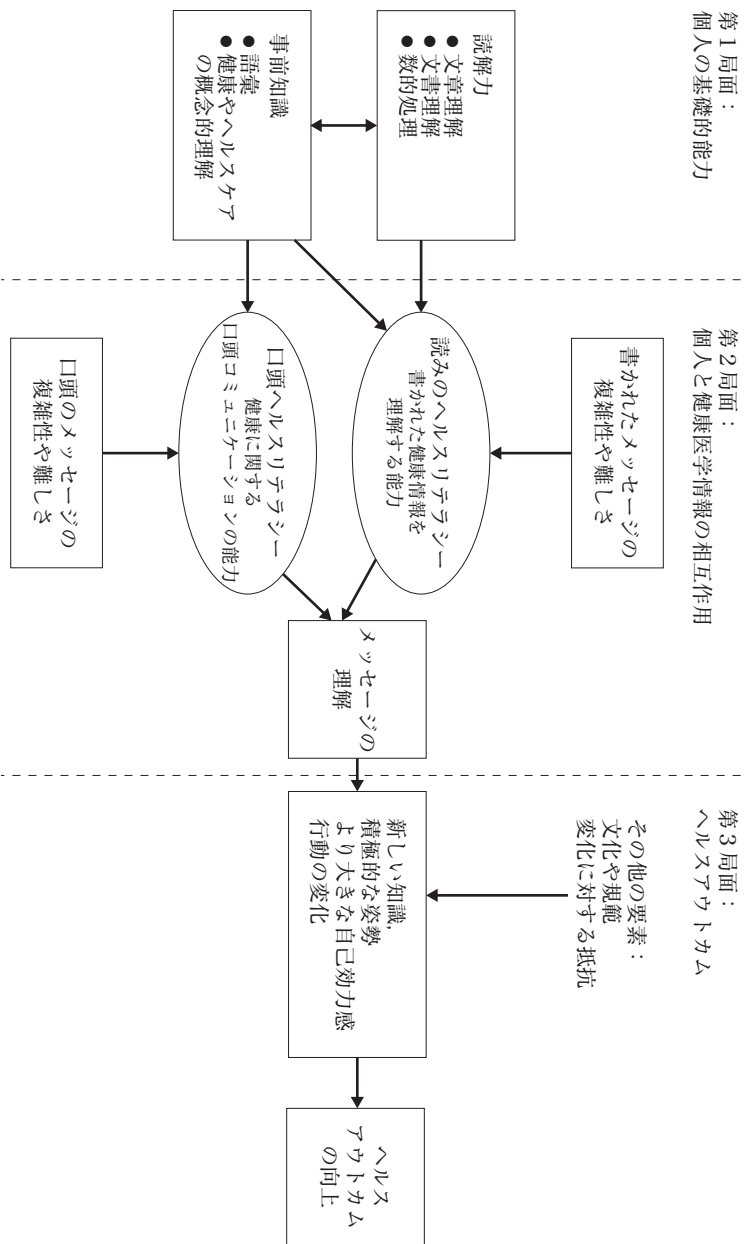 第1局面：
個人の基礎的能力
読解力
● 文章理解
● 文書理解
● 数的処理
事前知識
● 語彙
● 健康やヘルスケア
の概念的理解
第2局面：
個人と健康医学情報の相互作用
書かれたメッセージの
複雑性や難しさ
読みのヘルスリテラシー
書かれた健康情報を
理解する能力
口頭ヘルスリテラシー
健康に関する
口頭コミュニケーションの能力
口頭のメッセージの
複雑性や難しさ
メッセージの
理解
第3局面：
ヘルスアウトカム
その他の要素：
文化や規範
変化に対する抵抗
新しい知識,
積極的な姿勢
より大きな自己効力感
行動の変化
ヘルス
アウトカム
の向上